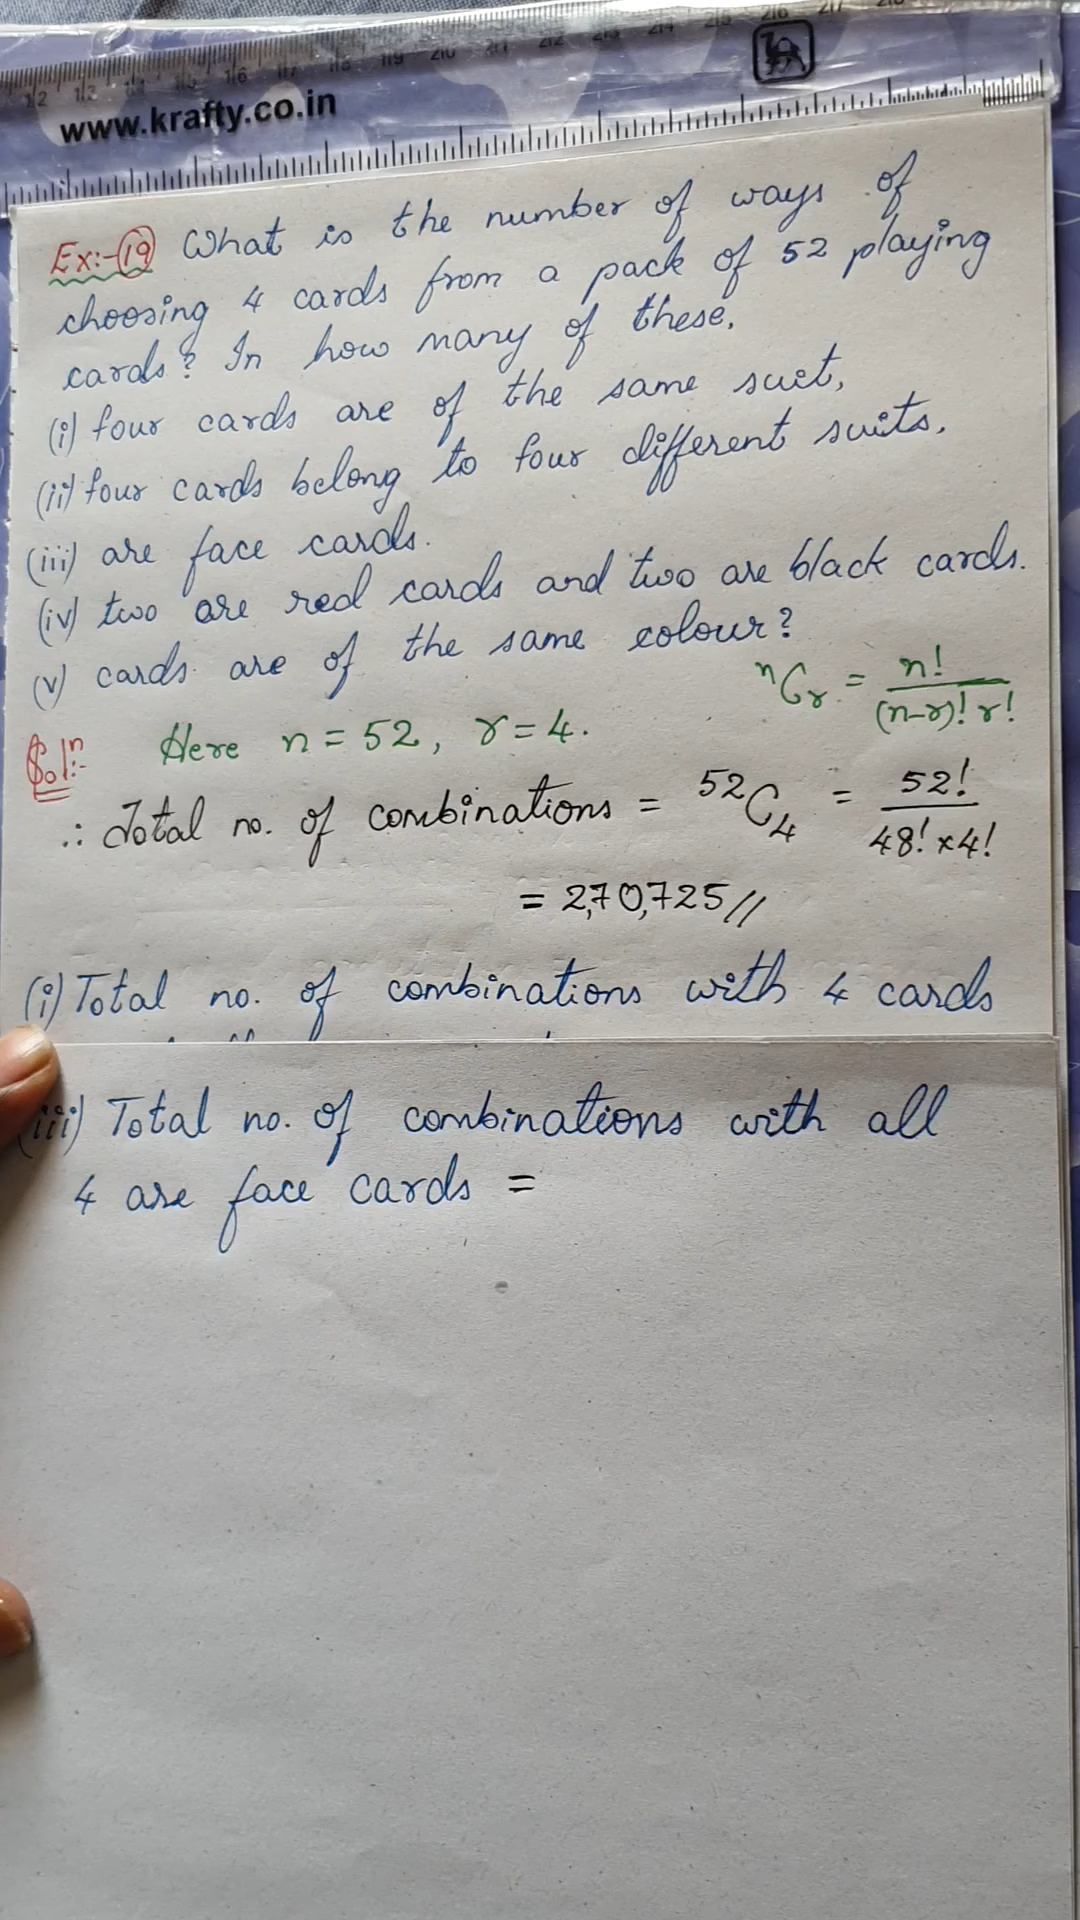 www.krafty.co.in
Ex:-(19) What is the number of ways of
choosing 4 cards from a pack of 52 playing
cards? In how many of these,
(i) four cards are of the same suit,
(ii) four cards belong to four different suits,
(iii) are face cards.
(iv) two are red cards and two are black cards.
(v) cards are of the same colour?
ⁿCᵣ = n! / (n-r)! r!
Solⁿ:- Here n = 52, r = 4.
∴ Total no. of combinations = ⁵²C₄ = 52! / 48! × 4!
= 2,70,725//
(i) Total no. of combinations with 4 cards
(iii) Total no. of combinations with all
4 are face cards =